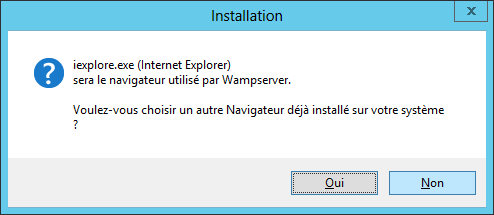 Installation
iexplore.exe (Internet Explorer)
sera le navigateur utilisé par Wampserver.
Voulez-vous choisir un autre Navigateur déjà installé sur votre système
?
Oui
Non